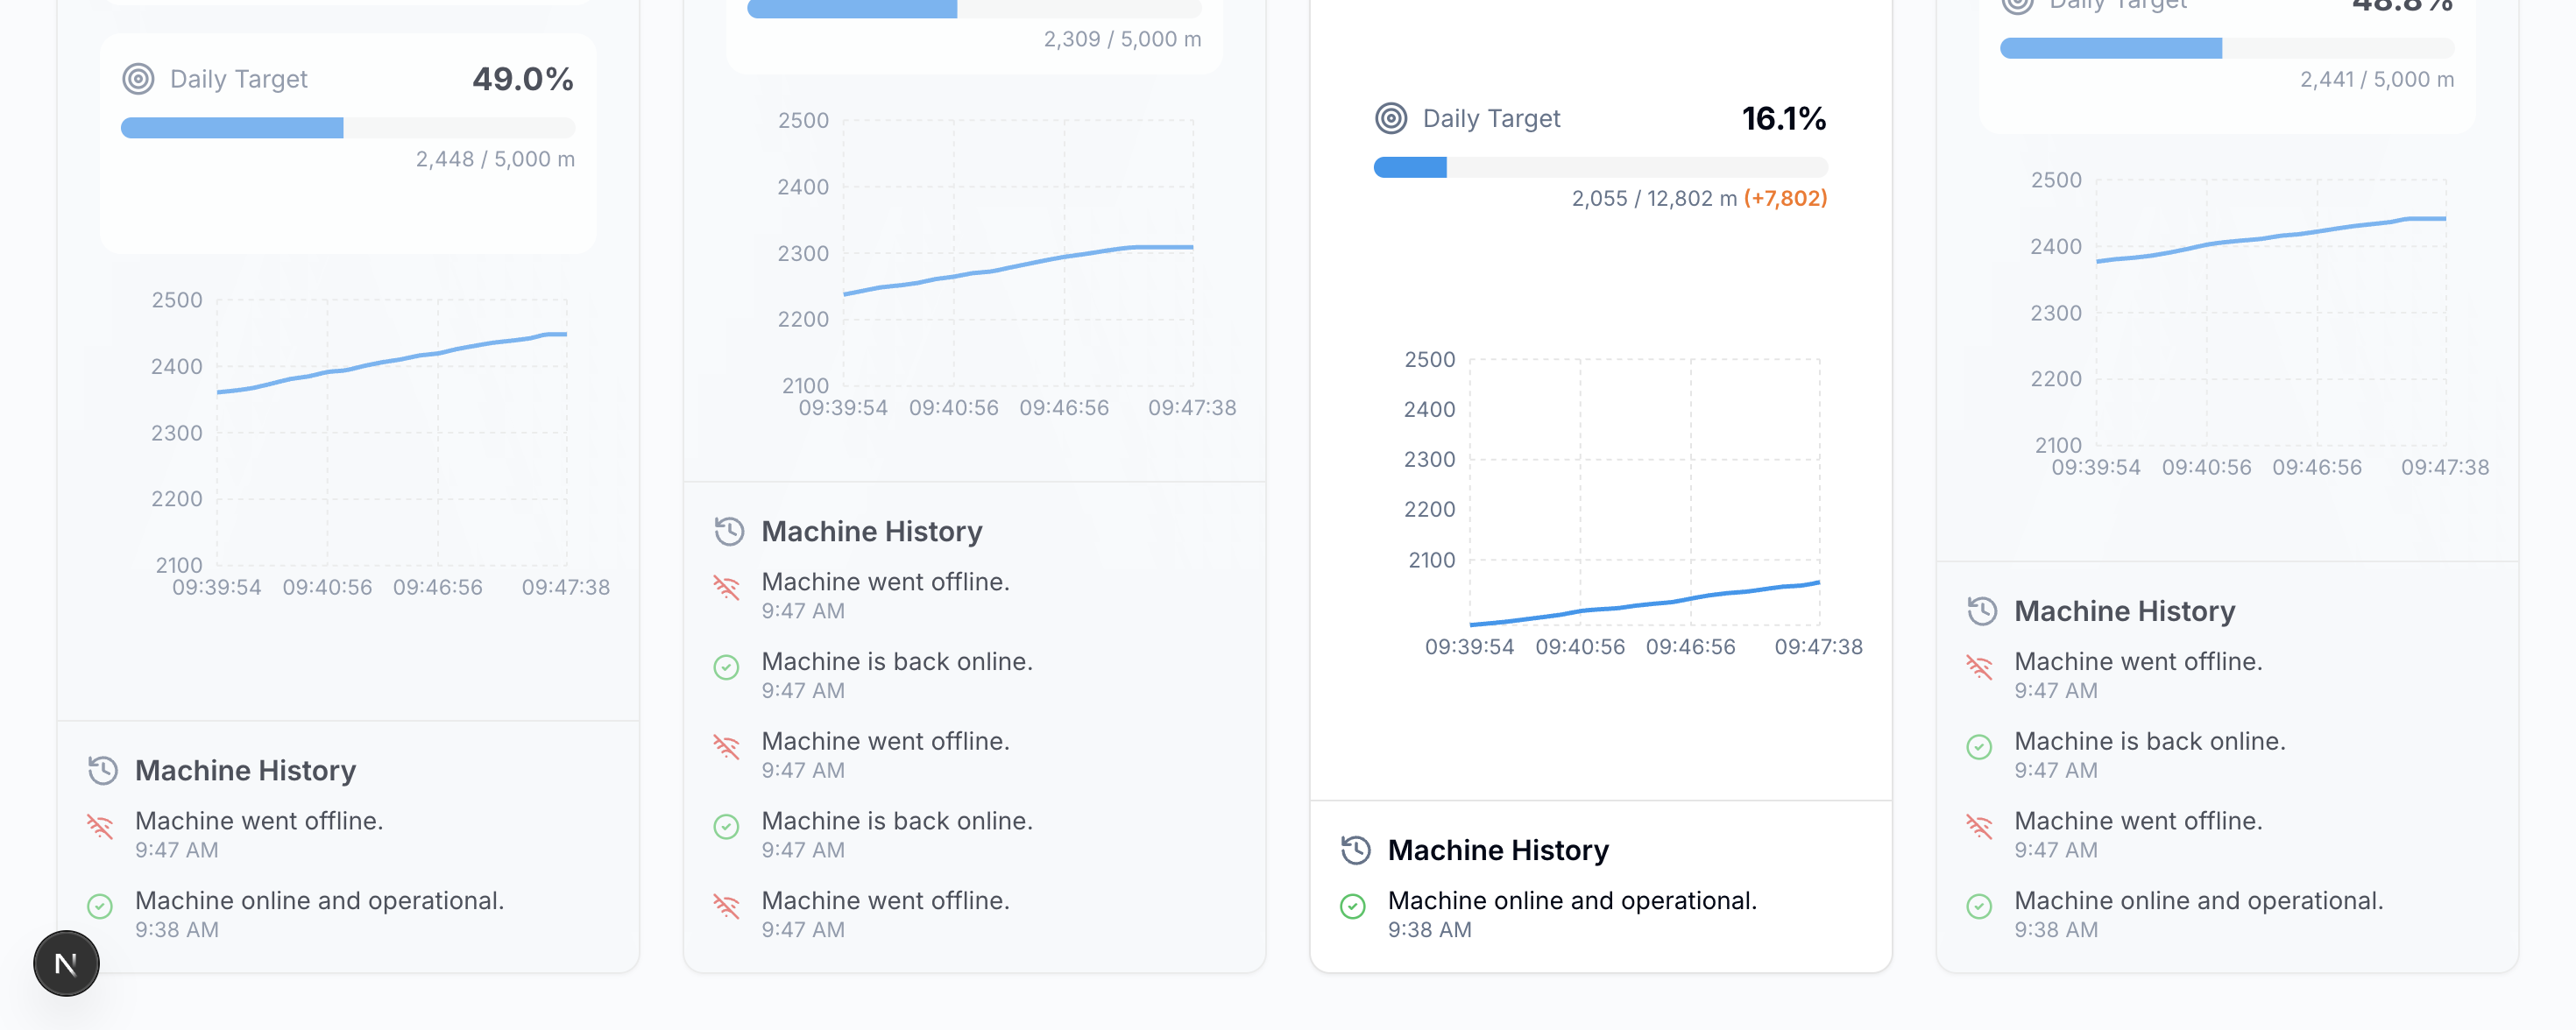 Daily Target 49.0%
2,448 / 5,000 m
2500
2400
2300
2200
2100
09:39:54 09:40:56 09:46:56 09:47:38
Machine History
Machine went offline.
9:47 AM
Machine online and operational.
9:38 AM
N
2,309 / 5,000 m
2500
2400
2300
2200
2100
09:39:54 09:40:56 09:46:56 09:47:38
Machine History
Machine went offline.
9:47 AM
Machine is back online.
9:47 AM
Machine went offline.
9:47 AM
Machine is back online.
9:47 AM
Machine went offline.
9:47 AM
Daily Target 16.1%
2,055 / 12,802 m (+7,802)
2500
2400
2300
2200
2100
09:39:54 09:40:56 09:46:56 09:47:38
Machine History
Machine online and operational.
9:38 AM
Daily Target 48.8%
2,441 / 5,000 m
2500
2400
2300
2200
2100
09:39:54 09:40:56 09:46:56 09:47:38
Machine History
Machine went offline.
9:47 AM
Machine is back online.
9:47 AM
Machine went offline.
9:47 AM
Machine online and operational.
9:38 AM